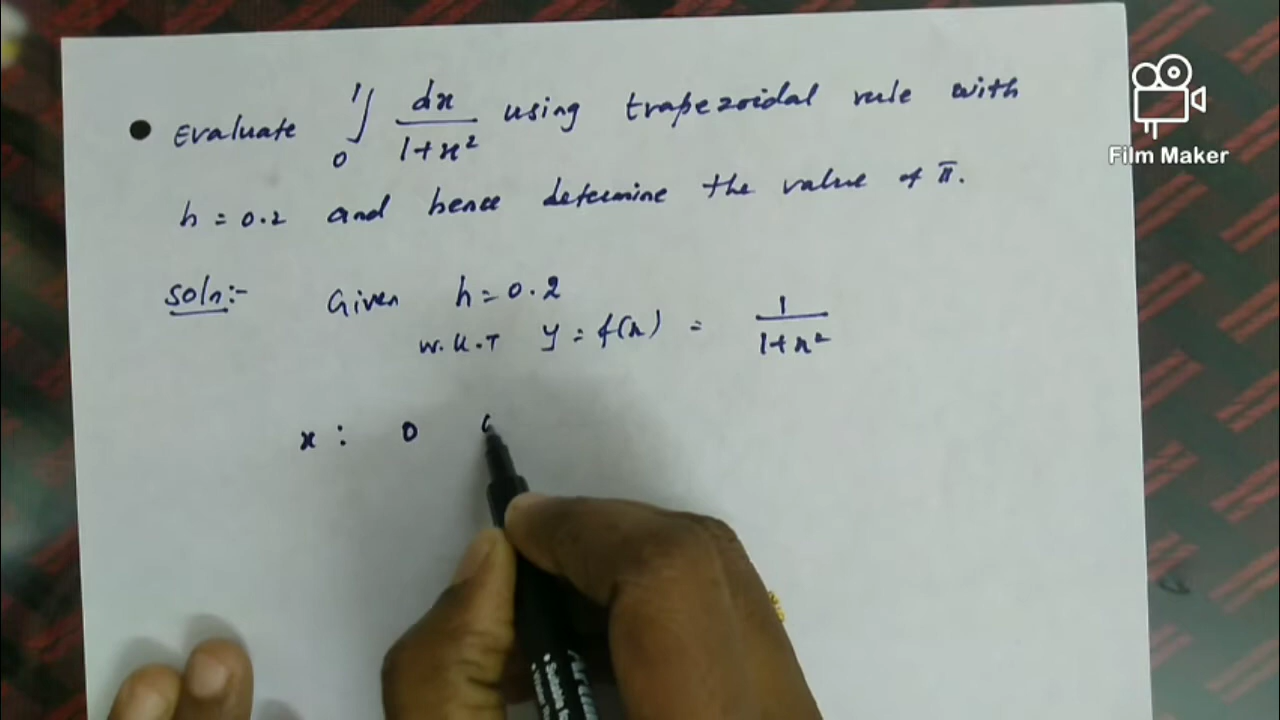 ● Evaluate ∫₀¹ dx/(1+x²) using trapezoidal rule with
h = 0.2 and hence determine the value of π.
Soln:- Given h = 0.2
W.K.T y = f(x) = 1/(1+x²)
x : 0
Film Maker